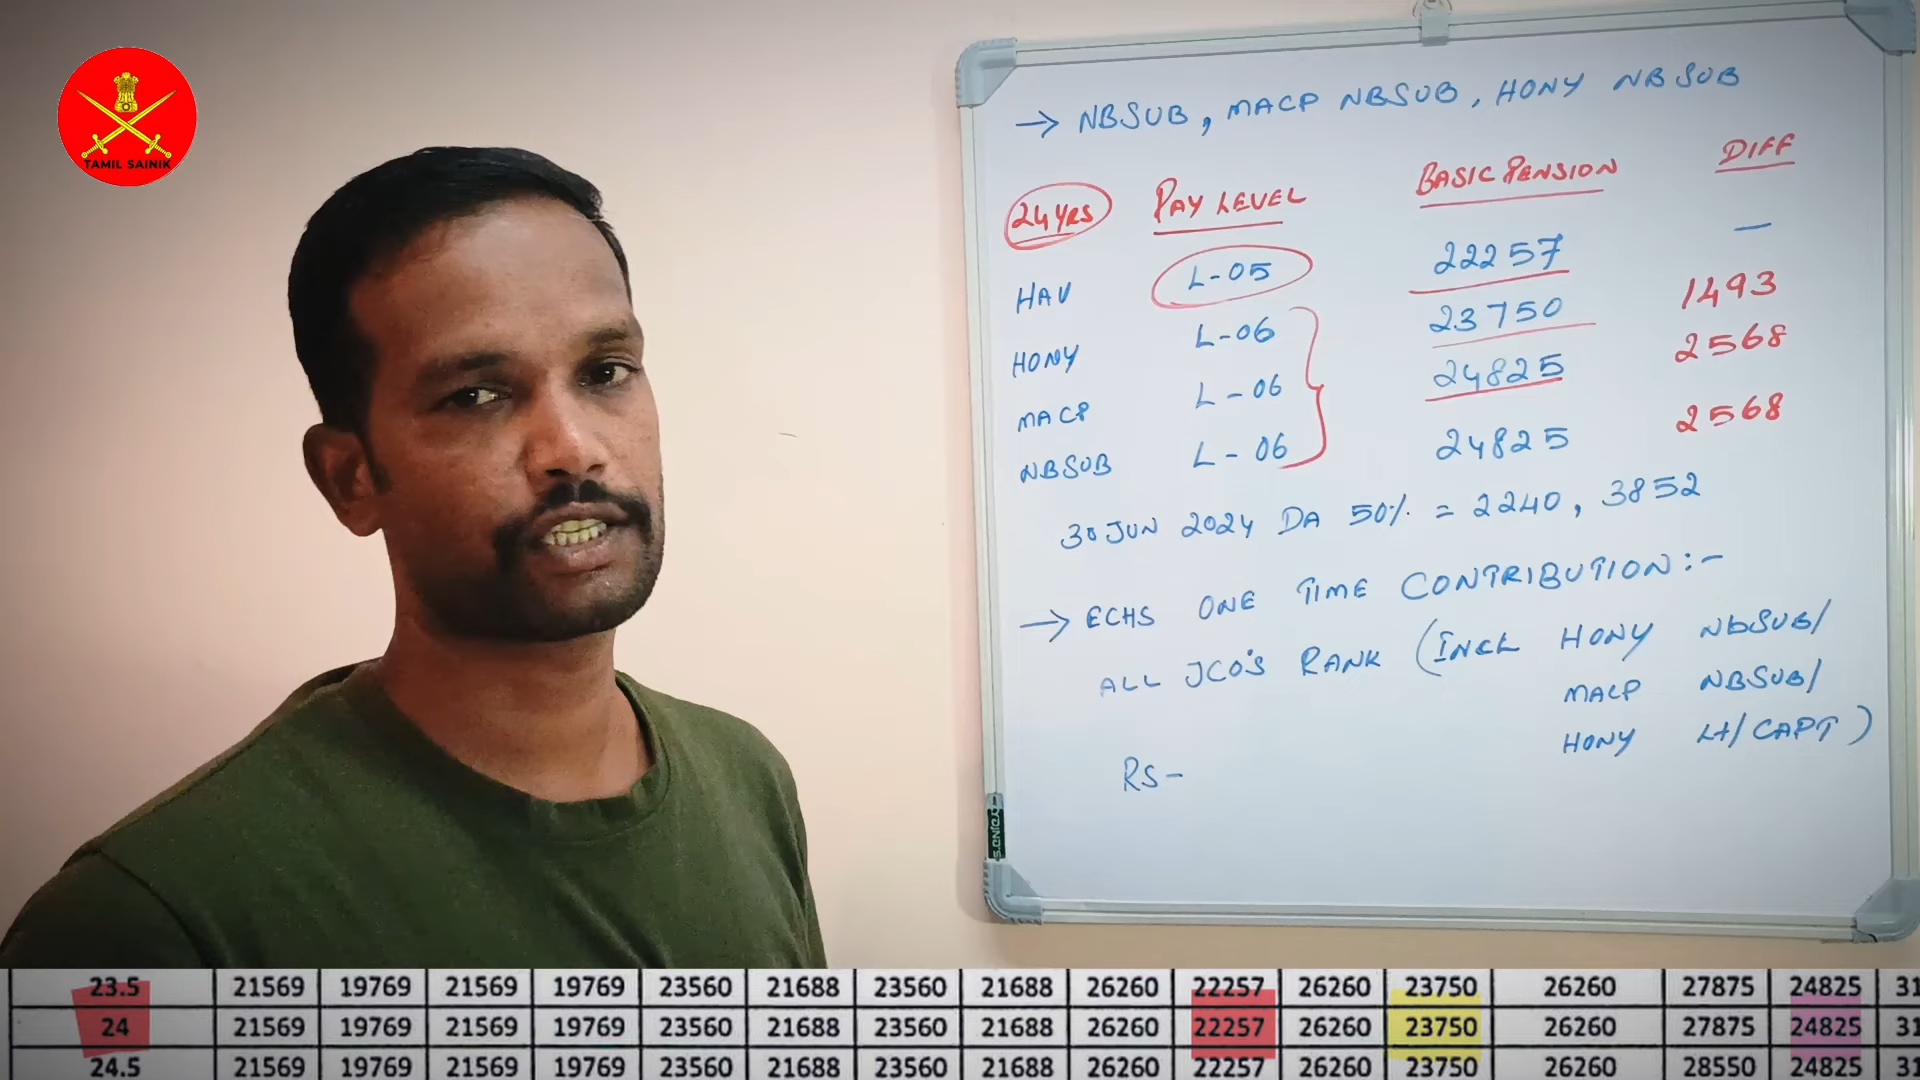 TAMIL SAINIK
→ NBSUB, MACP NBSUB, HONY NBSUB
24YRS PAY LEVEL BASIC PENSION DIFF
HAV L-05 22257 —
HONY L-06 23750 1493
MACP L-06 24825 2568
NBSUB L-06 24825 2568
30 JUN 2024 DA 50% = 2240, 3852
→ ECHS ONE TIME CONTRIBUTION:-
ALL JCO'S RANK (INCL HONY NBSUB/
MACP NBSUB/
HONY Lt/CAPT)
RS-
23.5 21569 19769 21569 19769 23560 21688 23560 21688 26260 22257 26260 23750 26260 27875 24825
24 21569 19769 21569 19769 23560 21688 23560 21688 26260 22257 26260 23750 26260 27875 24825
24.5 21569 19769 21569 19769 23560 21688 23560 21688 26260 22257 26260 23750 26260 28550 24825